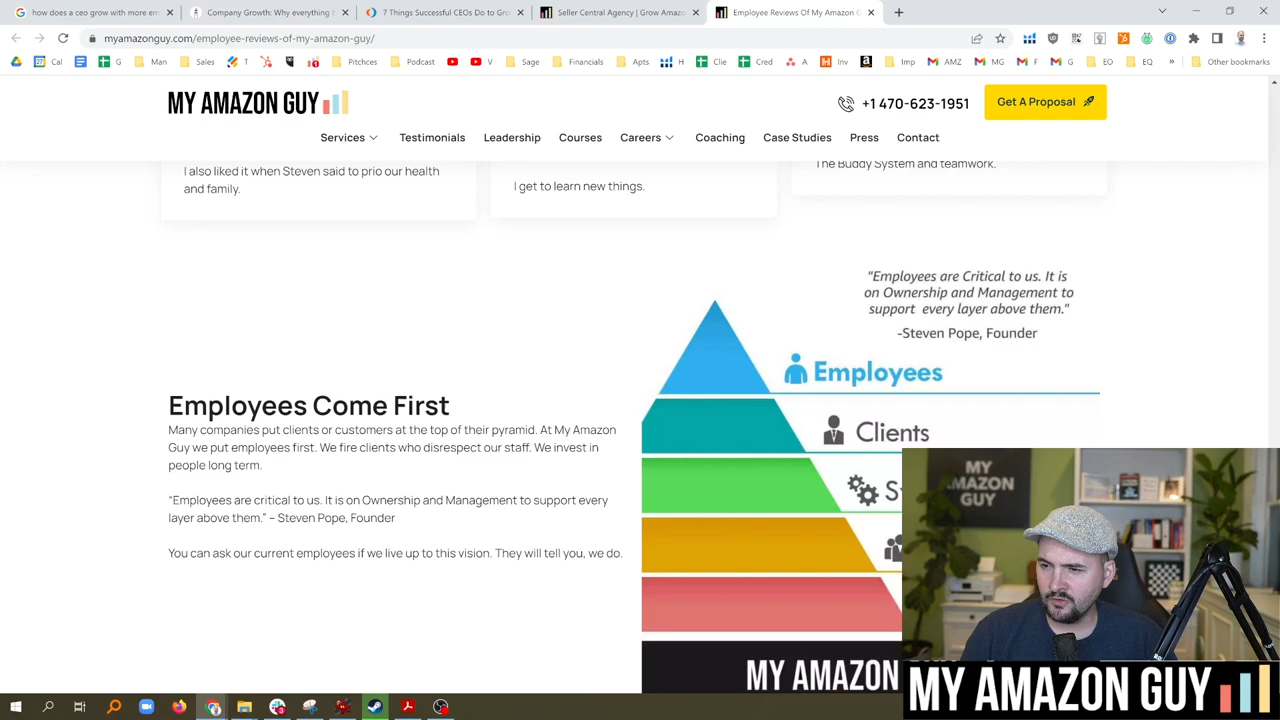 how does a ceo grow with more em
Company Growth: Why everything
7 Things Successful CEOs Do to Gro
Seller Central Agency | Grow Amazo
Employee Reviews Of My Amazon G
myamazonguy.com/employee-reviews-of-my-amazon-guy/
Cal
G
Man
Sales
T
Pitchces
Podcast
V
Sage
Financials
Apts
H
Clie
Cred
A
Inv
Imp
AMZ
MG
F
G
EO
EQ
»
Other bookmarks
MY AMAZON GUY
+1 470-623-1951
Get A Proposal
Services
Testimonials
Leadership
Courses
Careers
Coaching
Case Studies
Press
Contact
I also liked it when Steven said to prio our health
and family.
I get to learn new things.
The Buddy System and teamwork.
"Employees are Critical to us. It is
on Ownership and Management to
support every layer above them."
-Steven Pope, Founder
Employees
Clients
S
Employees Come First
Many companies put clients or customers at the top of their pyramid. At My Amazon
Guy we put employees first. We fire clients who disrespect our staff. We invest in
people long term.
“Employees are critical to us. It is on Ownership and Management to support every
layer above them.” – Steven Pope, Founder
You can ask our current employees if we live up to this vision. They will tell you, we do.
MY AMAZON
MY
AMAZON
GUY
MY AMAZON GUY